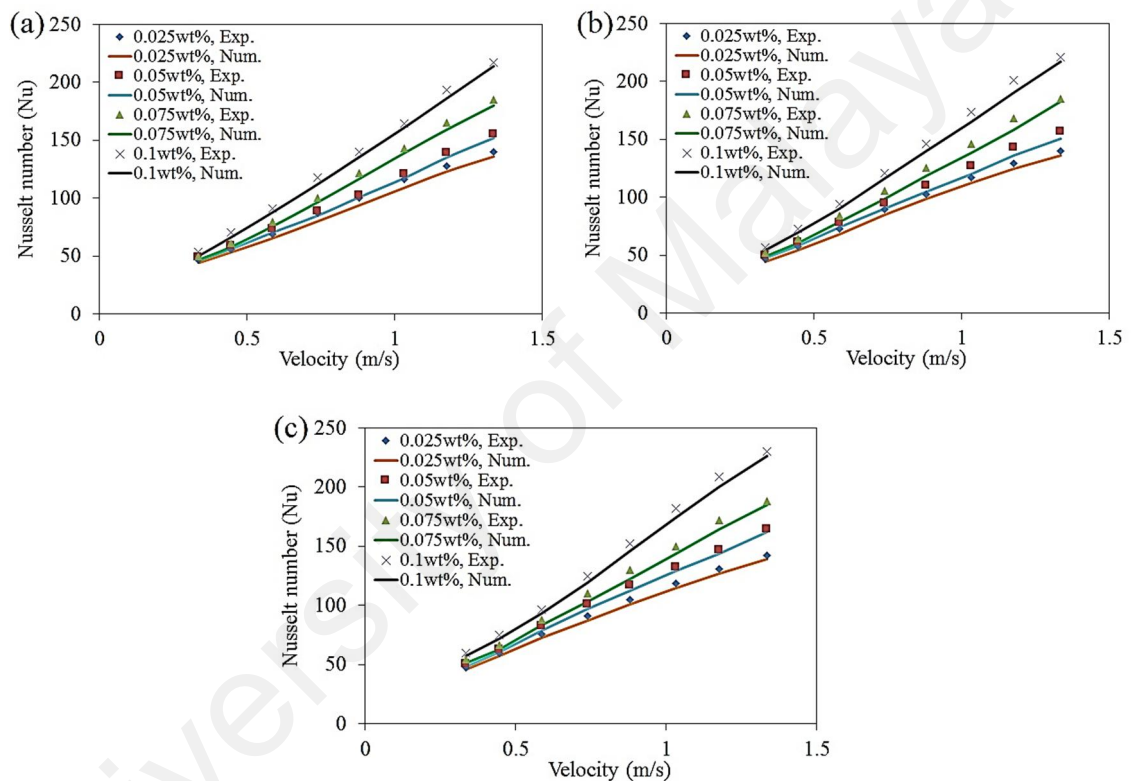 (a)
250
200
150
100
50
0
Nusselt number (Nu)
0.025wt%, Exp.
0.025wt%, Num.
0.05wt%, Exp.
0.05wt%, Num.
0.075wt%, Exp.
0.075wt%, Num.
0.1wt%, Exp.
0.1wt%, Num.
0 0.5 1 1.5
Velocity (m/s)
(b)
250
200
150
100
50
0
Nusselt number (Nu)
0.025wt%, Exp.
0.025wt%, Num.
0.05wt%, Exp.
0.05wt%, Num.
0.075wt%, Exp.
0.075wt%, Num.
0.1wt%, Exp.
0.1wt%, Num.
0 0.5 1 1.5
Velocity (m/s)
(c)
250
200
150
100
50
0
Nusselt number (Nu)
0.025wt%, Exp.
0.025wt%, Num.
0.05wt%, Exp.
0.05wt%, Num.
0.075wt%, Exp.
0.075wt%, Num.
0.1wt%, Exp.
0.1wt%, Num.
0 0.5 1 1.5
Velocity (m/s)
versity of Malaya